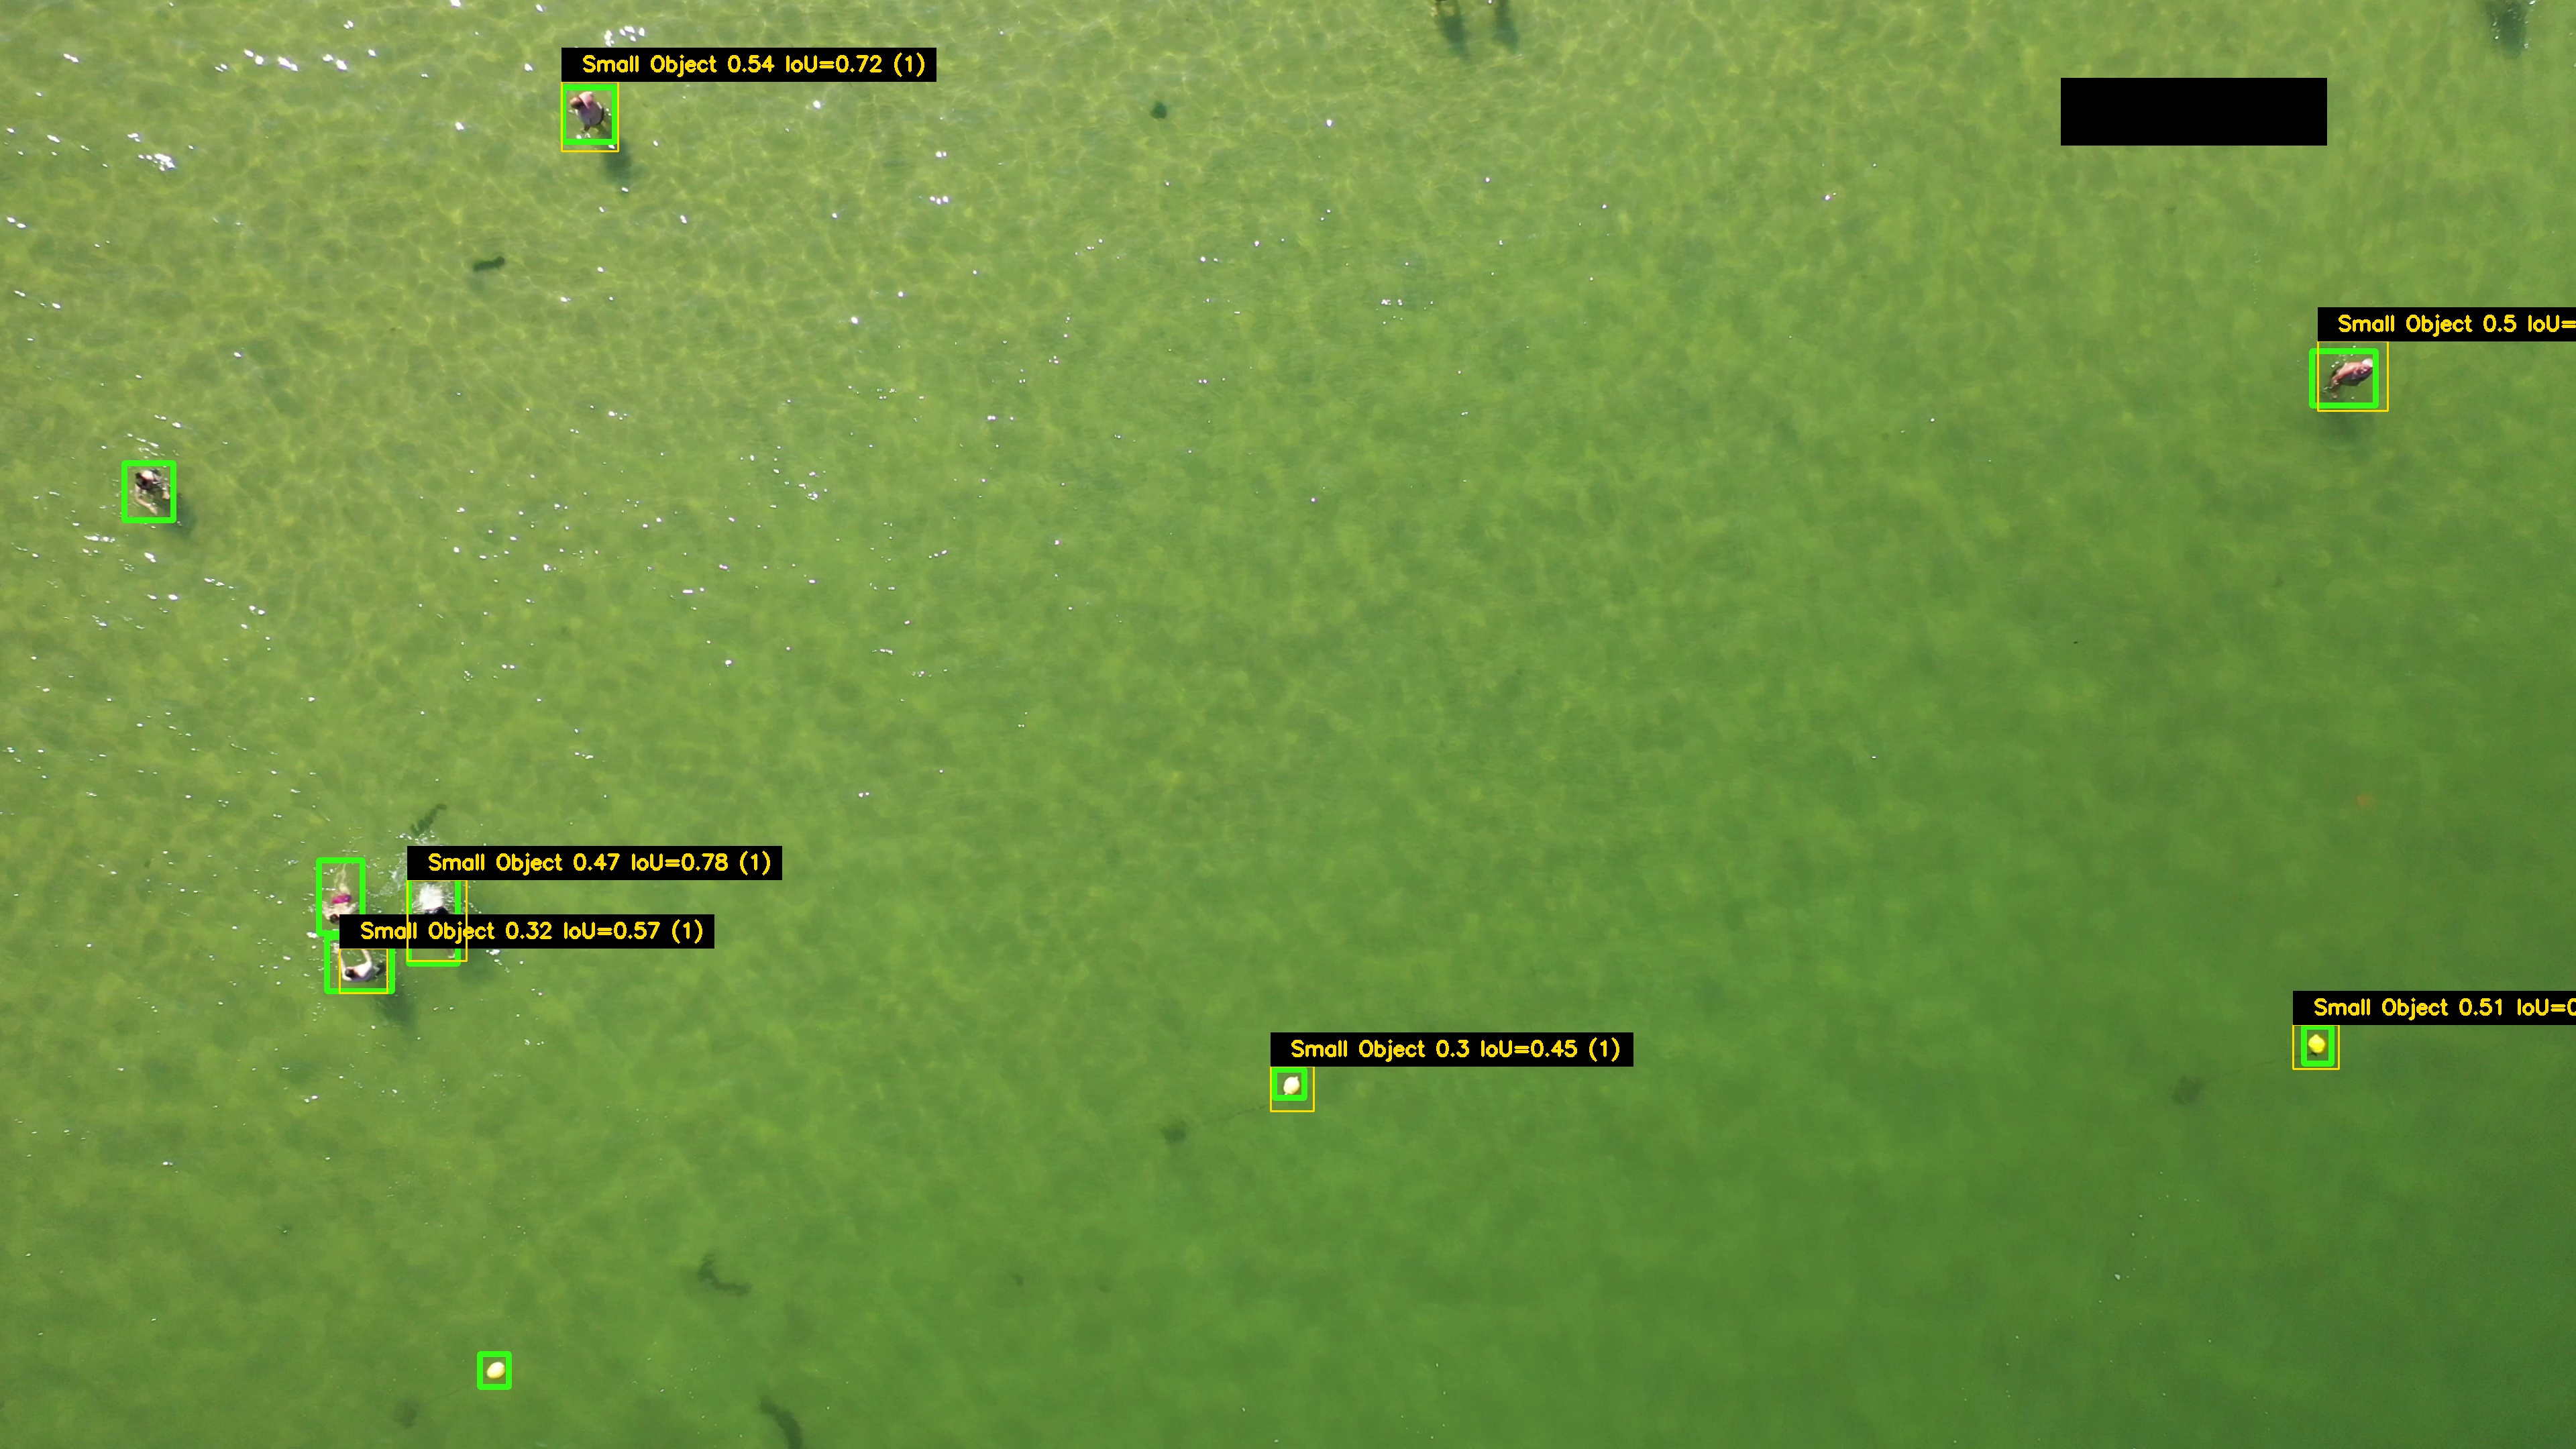 Small Object 0.54 IoU=0.72 (1)
Small Object 0.5 IoU=
Small Object 0.47 IoU=0.78 (1)
Small Object 0.32 IoU=0.57 (1)
Small Object 0.51 IoU=0
Small Object 0.3 IoU=0.45 (1)